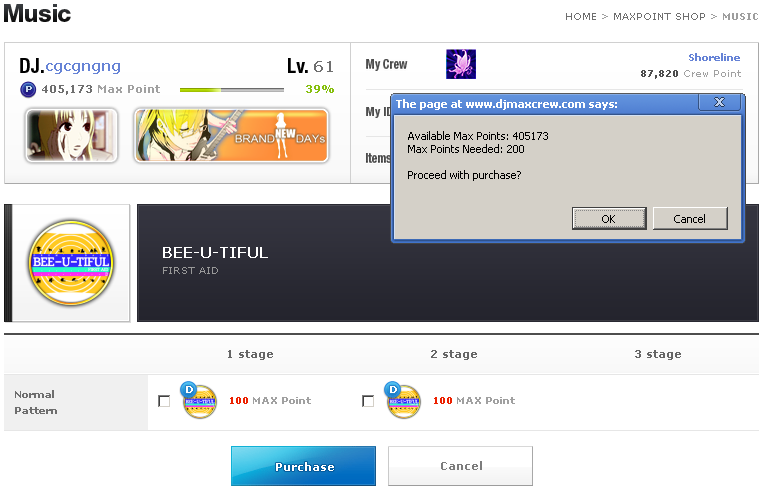 Music
HOME > MAXPOINT SHOP > MUSIC
DJ.cgcgngng
Lv. 61
P 405,173 Max Point
39%
BRAND NEW DAYs
My Crew
Shoreline
87,820 Crew Point
My ID
Items
The page at www.djmaxcrew.com says:
X
Available Max Points: 405173
Max Points Needed: 200
Proceed with purchase?
OK
Cancel
BEE-U-TIFUL
FIRST AID
BEE-U-TIFUL
FIRST AID
1 stage
2 stage
3 stage
Normal
Pattern
D
100 MAX Point
D
100 MAX Point
Purchase
Cancel